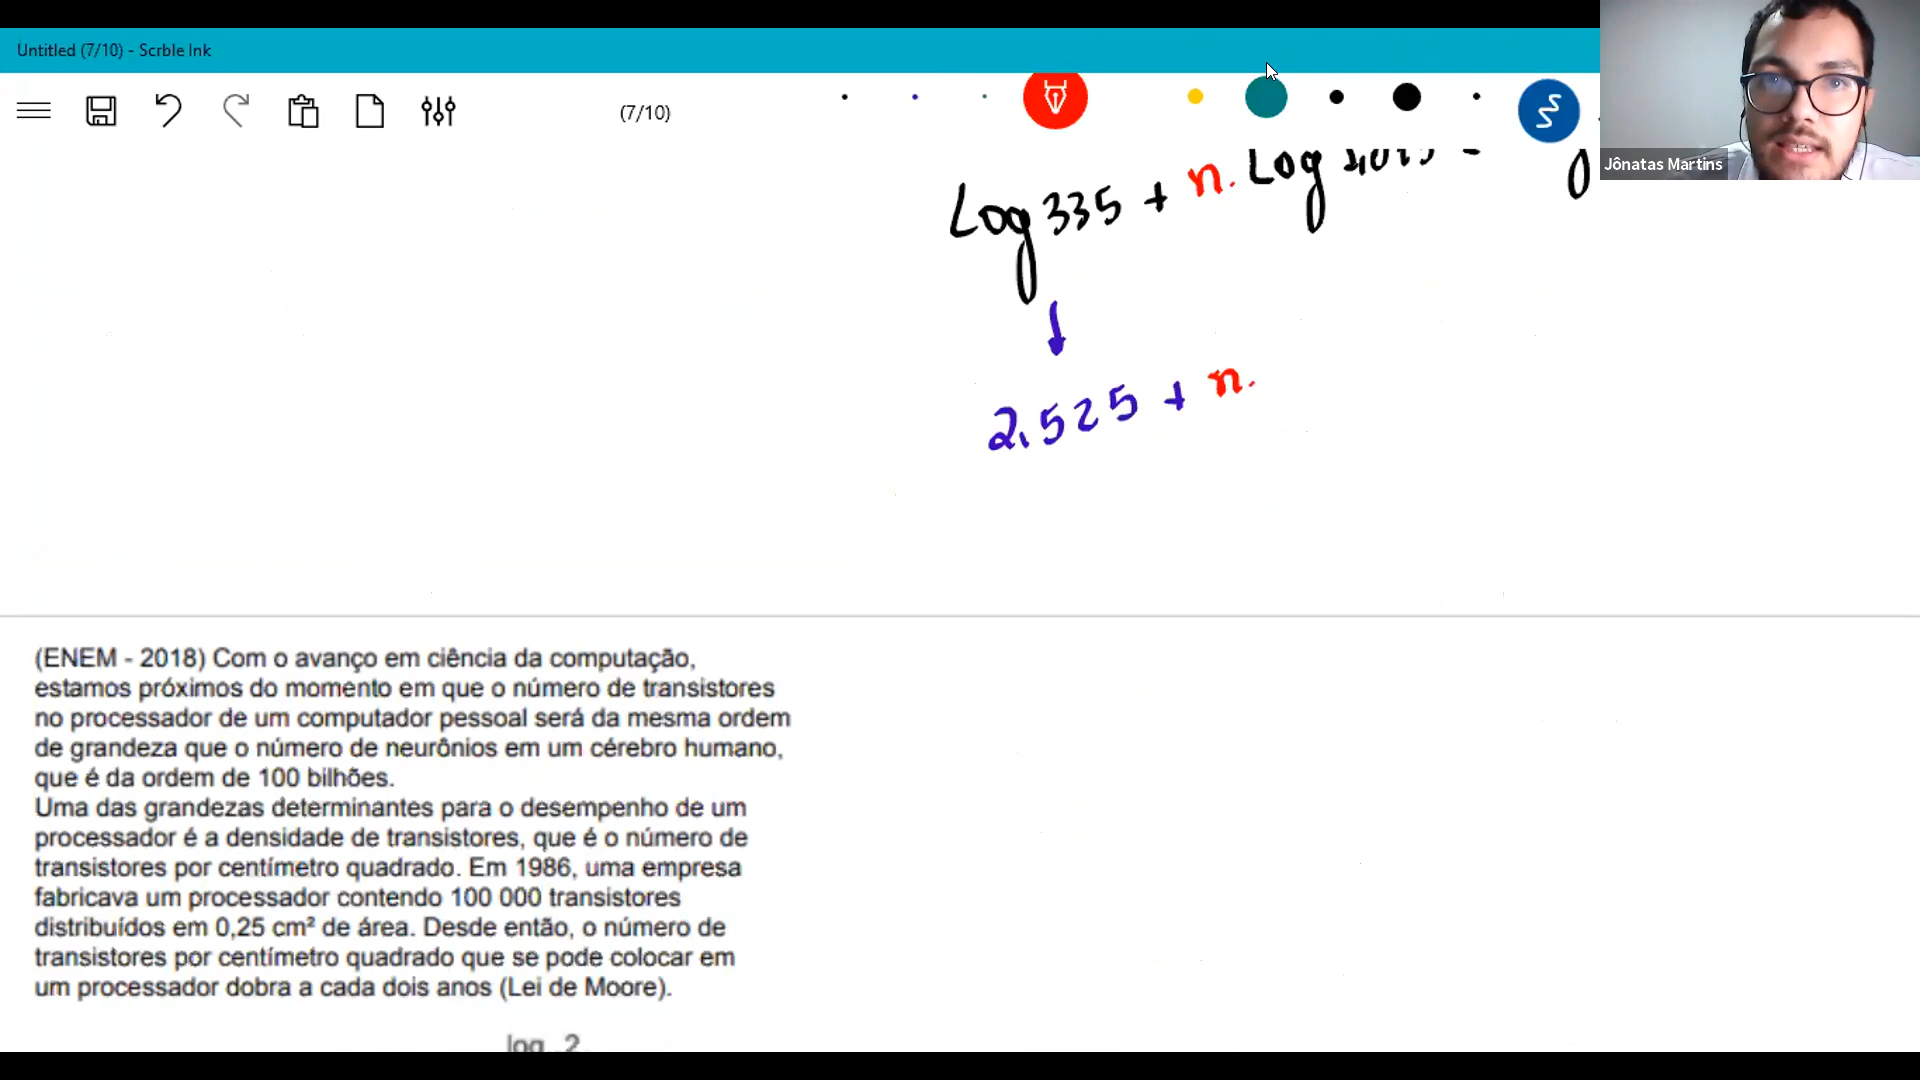 Untitled (7/10) - Scrble Ink
(7/10)
Jônatas Martins
Log 335 + n. Log
2,525 + n.
(ENEM - 2018) Com o avanço em ciência da computação,
estamos próximos do momento em que o número de transistores
no processador de um computador pessoal será da mesma ordem
de grandeza que o número de neurônios em um cérebro humano,
que é da ordem de 100 bilhões.
Uma das grandezas determinantes para o desempenho de um
processador é a densidade de transistores, que é o número de
transistores por centímetro quadrado. Em 1986, uma empresa
fabricava um processador contendo 100 000 transistores
distribuídos em 0,25 cm² de área. Desde então, o número de
transistores por centímetro quadrado que se pode colocar em
um processador dobra a cada dois anos (Lei de Moore).
log 2